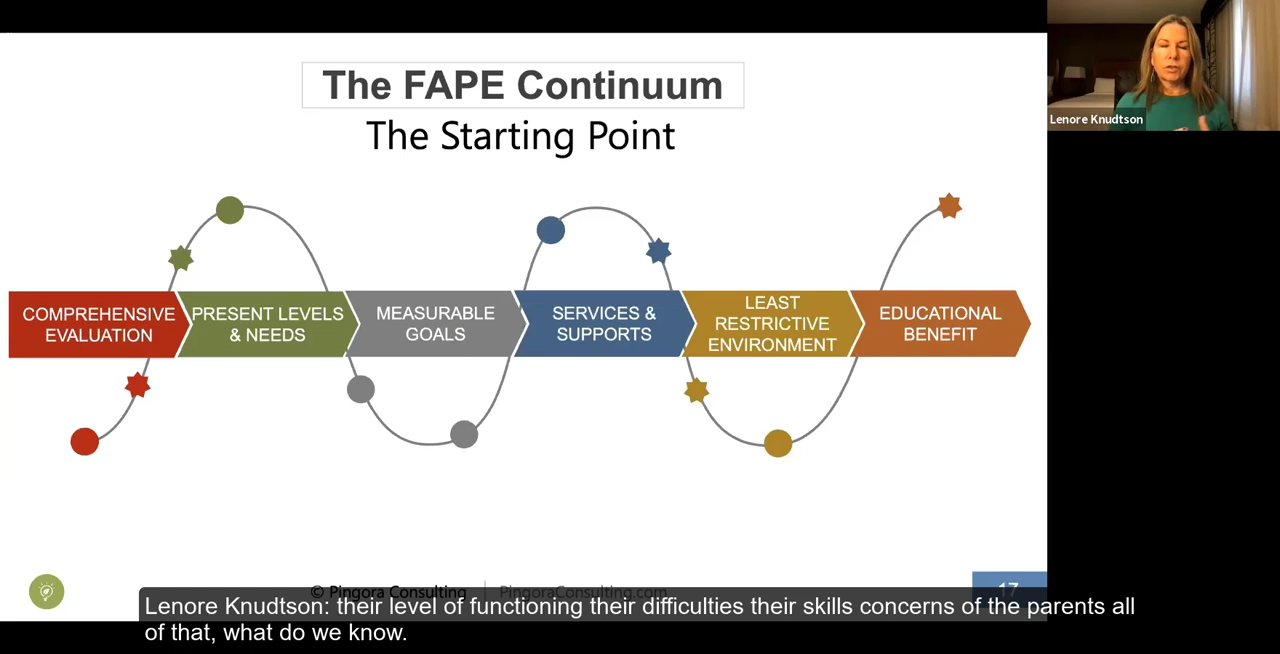 The FAPE Continuum
The Starting Point
COMPREHENSIVE
EVALUATION
PRESENT LEVELS
& NEEDS
MEASURABLE
GOALS
SERVICES &
SUPPORTS
LEAST
RESTRICTIVE
ENVIRONMENT
EDUCATIONAL
BENEFIT
Lenore Knudtson
© Pingora Consulting | PingoraConsulting.com
17
Lenore Knudtson: their level of functioning their difficulties their skills concerns of the parents all
of that, what do we know.